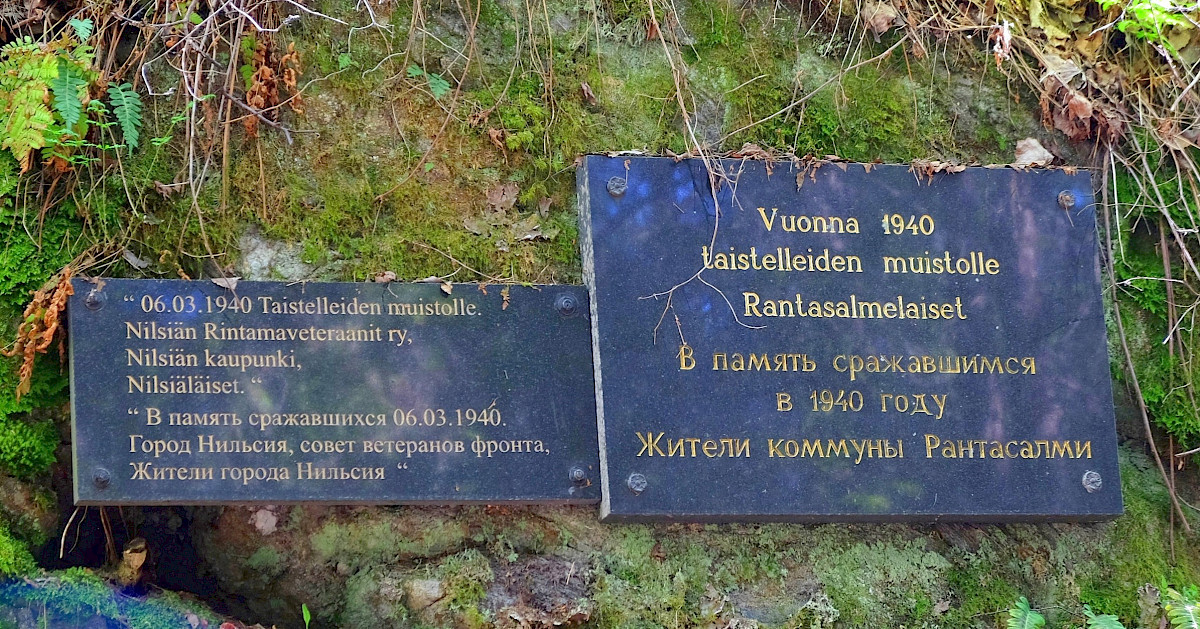 “ 06.03.1940 Taistelleiden muistolle.
Nilsiän Rintamaveteraanit ry,
Nilsiän kaupunki,
Nilsiäläiset. “
“ В память сражавшихся 06.03.1940.
Город Нильсия, совет ветеранов фронта,
Жители города Нильсия “
Vuonna 1940
taistelleiden muistolle
Rantasalmelaiset
В память сражавшимся
в 1940 году
Жители коммуны Рантасалми